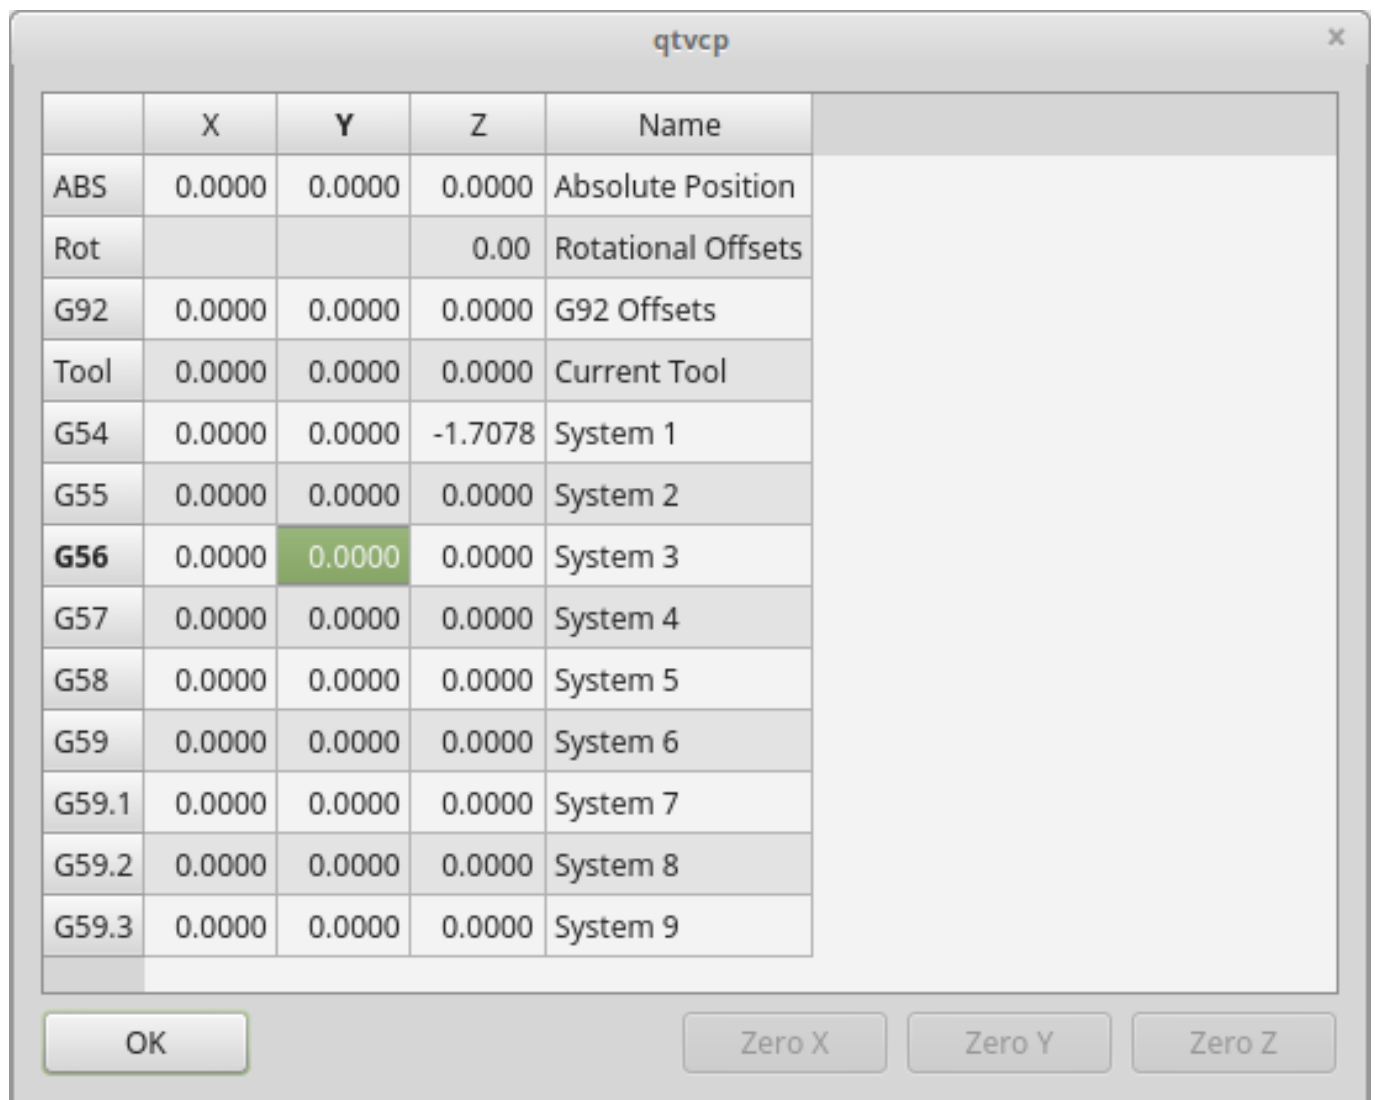 qtvcp ×
X Y Z Name
ABS 0.0000 0.0000 0.0000 Absolute Position
Rot 0.00 Rotational Offsets
G92 0.0000 0.0000 0.0000 G92 Offsets
Tool 0.0000 0.0000 0.0000 Current Tool
G54 0.0000 0.0000 -1.7078 System 1
G55 0.0000 0.0000 0.0000 System 2
G56 0.0000 0.0000 0.0000 System 3
G57 0.0000 0.0000 0.0000 System 4
G58 0.0000 0.0000 0.0000 System 5
G59 0.0000 0.0000 0.0000 System 6
G59.1 0.0000 0.0000 0.0000 System 7
G59.2 0.0000 0.0000 0.0000 System 8
G59.3 0.0000 0.0000 0.0000 System 9
OK Zero X Zero Y Zero Z